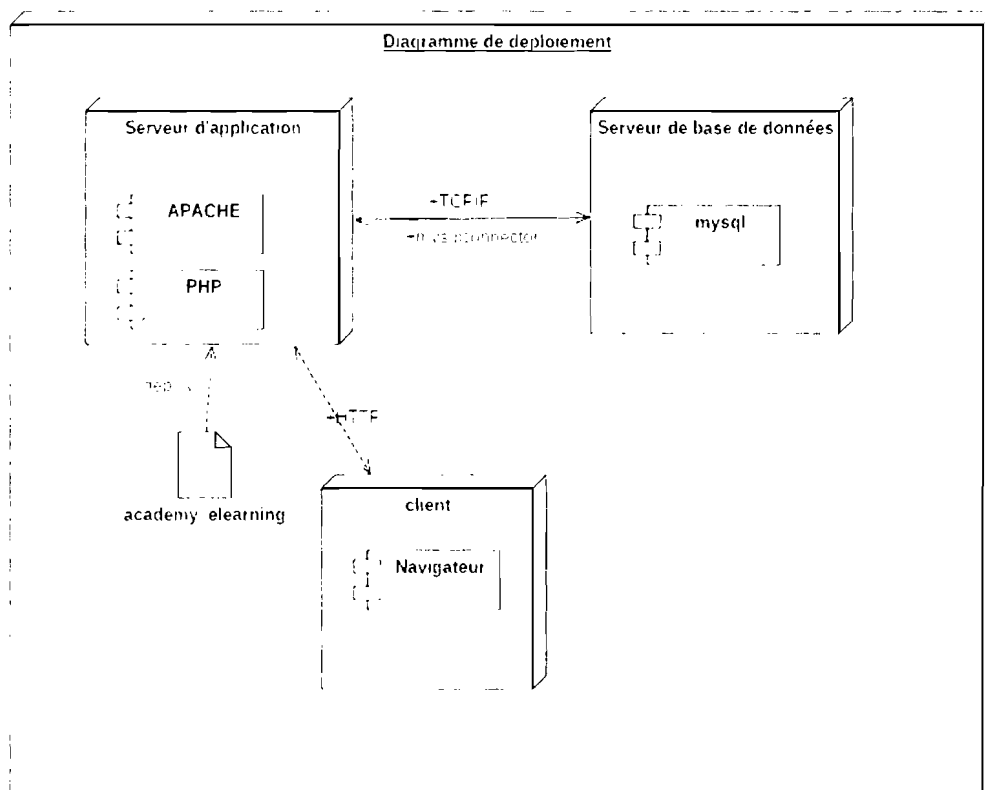 Diagramme de deploiement
Serveur d'application
Serveur de base de données
APACHE
mysql
PHP
client
academy elearning
Navigateur